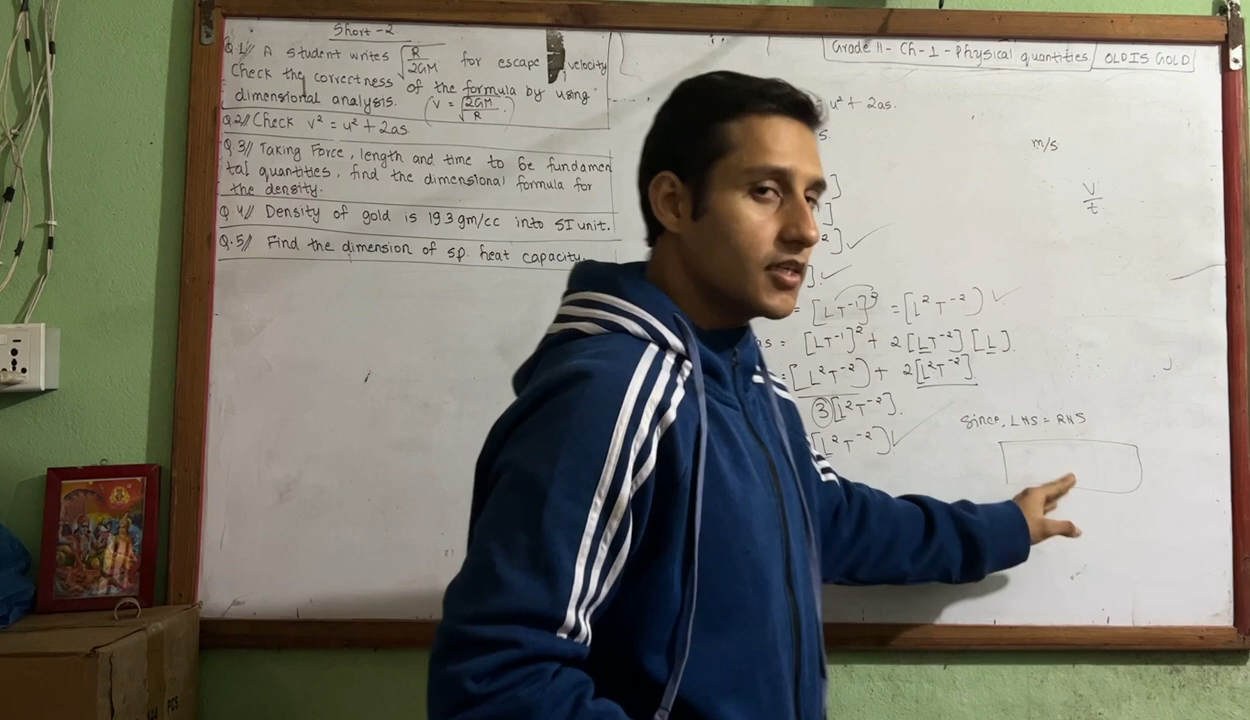 Short-2
Q.1// A student writes √R/2GM for escape velocity
Check the correctness of the formula by using
dimensional analysis. (V = √2GM/R.)
Q.2// Check v² = u² + 2as
Q.3// Taking Force, length and time to be fundamen
tal quantities, find the dimensional formula for
the density.
Q.4// Density of gold is 19.3 gm/cc into SI unit.
Q.5// Find the dimension of sp. heat capacity.
Grade 11 - Ch-1 - Physical quantities
OLD IS GOLD
u² + 2as.
s.
m/s
v/t
]
]
²]
].
= [LT⁻¹]² = [L²T⁻²)
as = [LT⁻¹]² + 2[LT⁻²][L].
= [L²T⁻²) + 2[L²T⁻²]
3[L²T⁻²].
[L²T⁻²].
Since, LHS = RHS